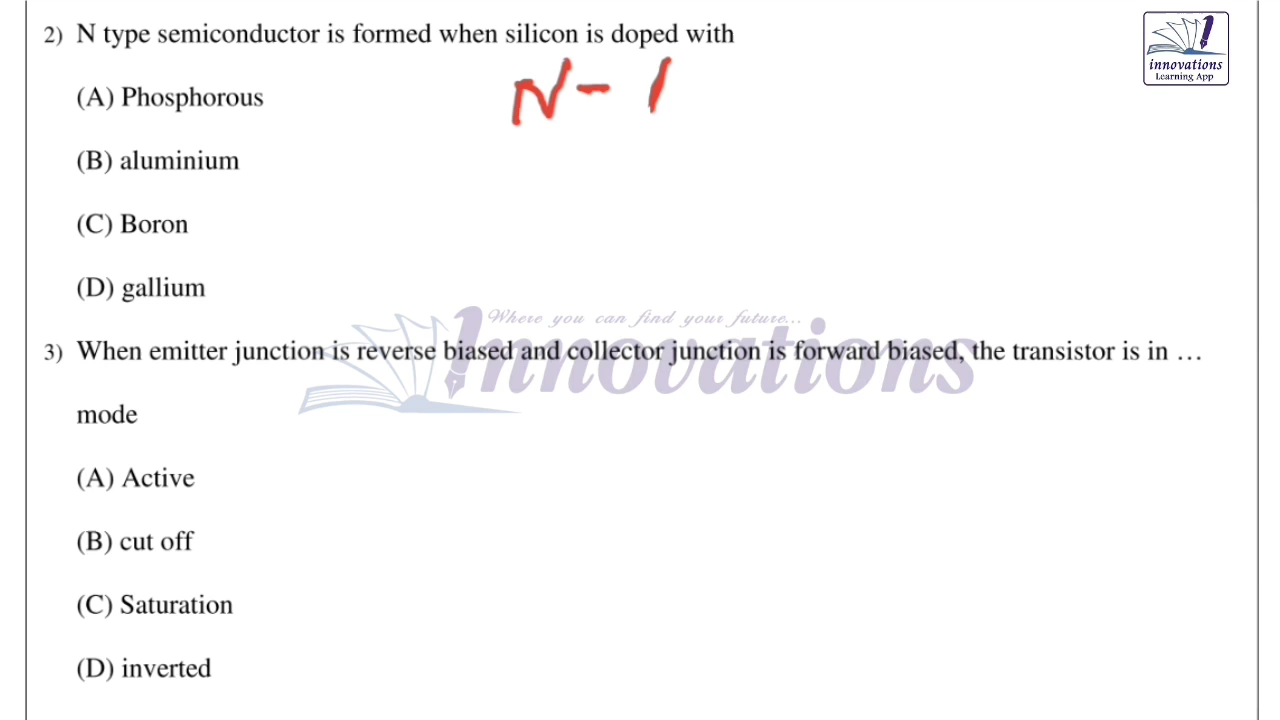 2) N type semiconductor is formed when silicon is doped with
N -
(A) Phosphorous
(B) aluminium
(C) Boron
(D) gallium
3) When emitter junction is reverse biased and collector junction is forward biased, the transistor is in …
mode
(A) Active
(B) cut off
(C) Saturation
(D) inverted
innovations
Learning App
Where you can find your future...
Innovations